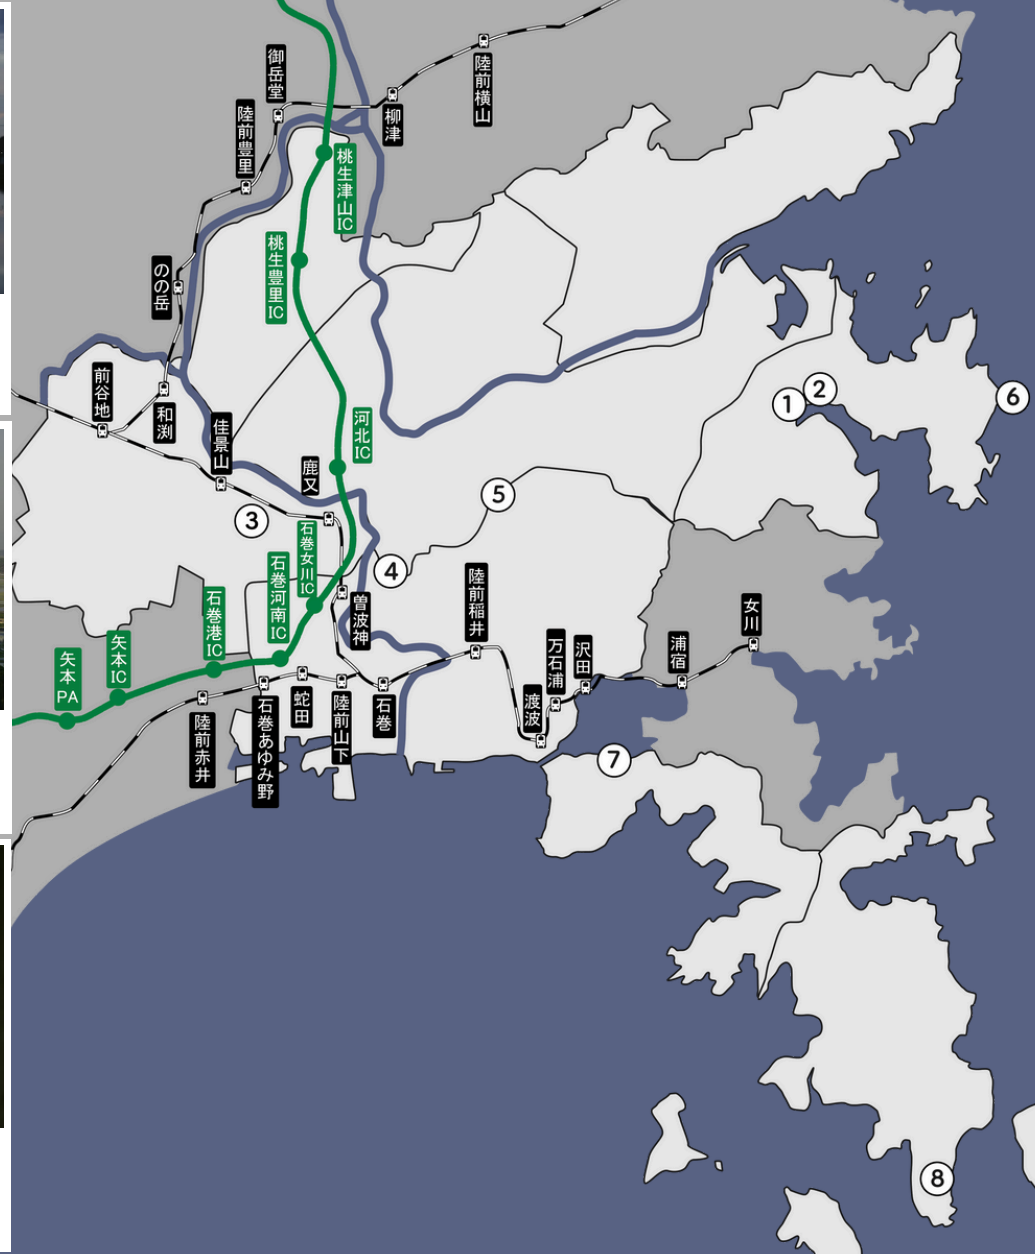 陸前横山
御岳堂
柳津
陸前豊里
桃生津山IC
桃生豊里IC
のの岳
前谷地
和渕
佳景山
河北IC
鹿又
①
②
⑥
⑤
③
④
石巻女川IC
石巻河南IC
石巻港IC
矢本IC
矢本PA
曽波神
陸前稲井
万石浦
沢田
渡波
浦宿
女川
陸前赤井
石巻あゆみ野
蛇田
陸前山下
石巻
⑦
⑧